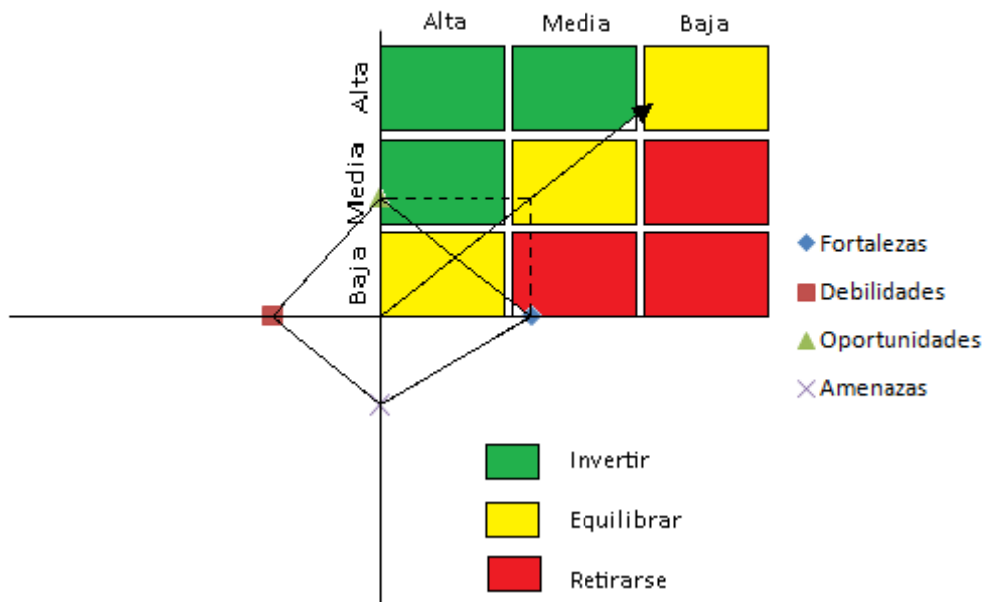 Alta
Media
Baja
Alta
Media
Baja
Fortalezas
Debilidades
Oportunidades
Amenazas
Invertir
Equilibrar
Retirarse